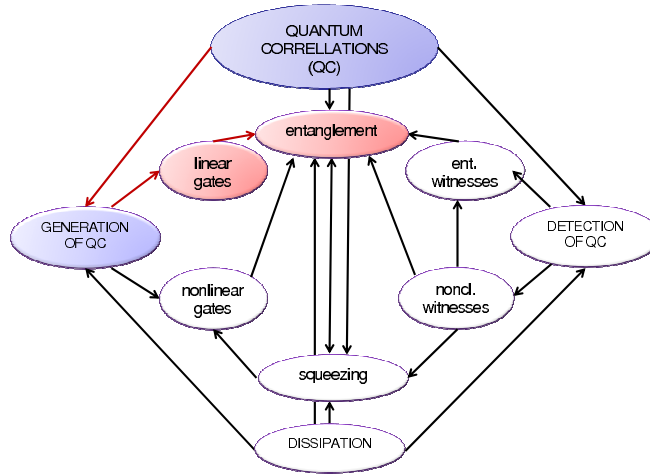 QUANTUM
CORRELLATIONS
(QC)
entanglement
linear
gates
ent.
witnesses
GENERATION
OF QC
DETECTION
OF QC
nonlinear
gates
noncl.
witnesses
squeezing
DISSIPATION